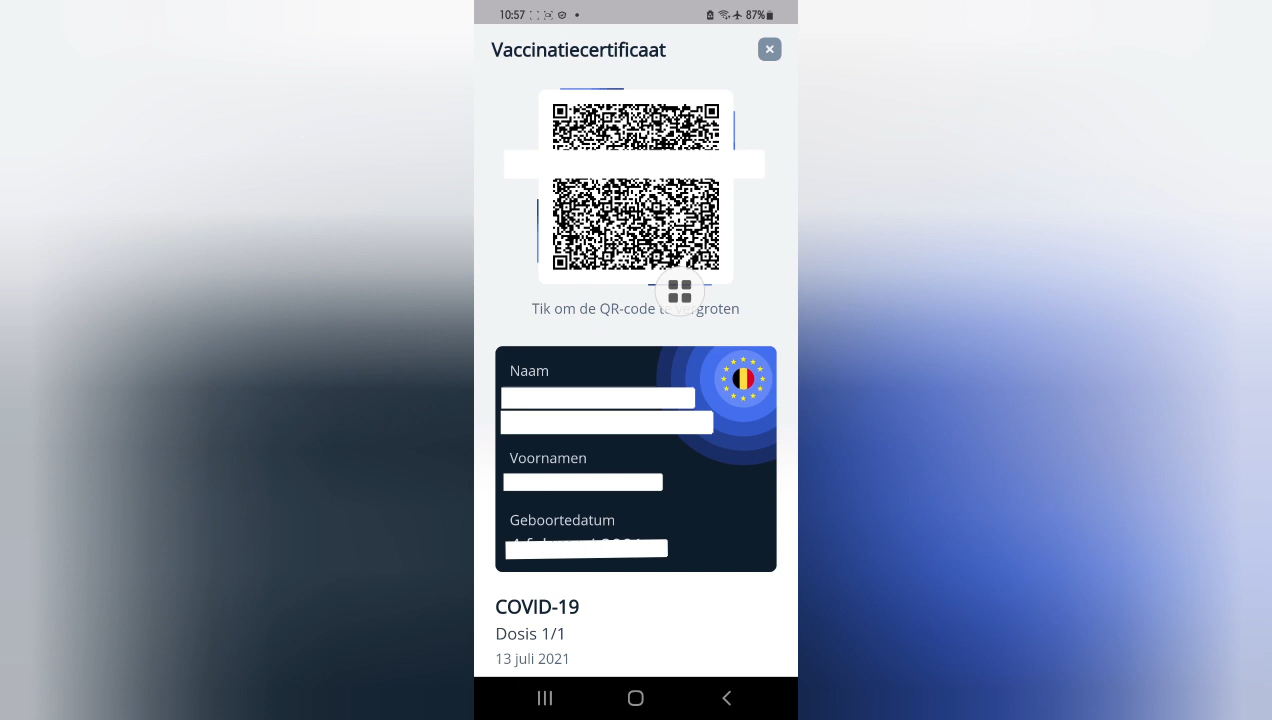 10:57
87%
Vaccinatiecertificaat
Tik om de QR-code te vergroten
Naam
Voornamen
Geboortedatum
COVID-19
Dosis 1/1
13 juli 2021